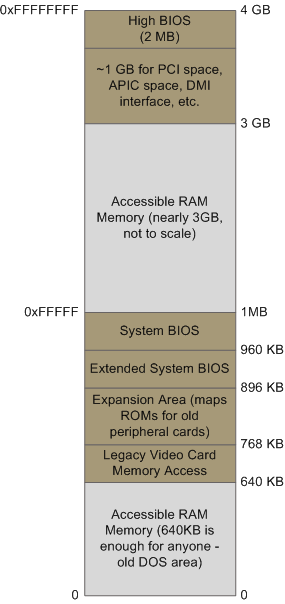 0xFFFFFFFF
4 GB
High BIOS
(2 MB)
~1 GB for PCI space,
APIC space, DMI
interface, etc.
3 GB
Accessible RAM
Memory (nearly 3GB,
not to scale)
0xFFFFF
1MB
System BIOS
960 KB
Extended System BIOS
896 KB
Expansion Area (maps
ROMs for old
peripheral cards)
768 KB
Legacy Video Card
Memory Access
640 KB
Accessible RAM
Memory (640KB is
enough for anyone -
old DOS area)
0
0